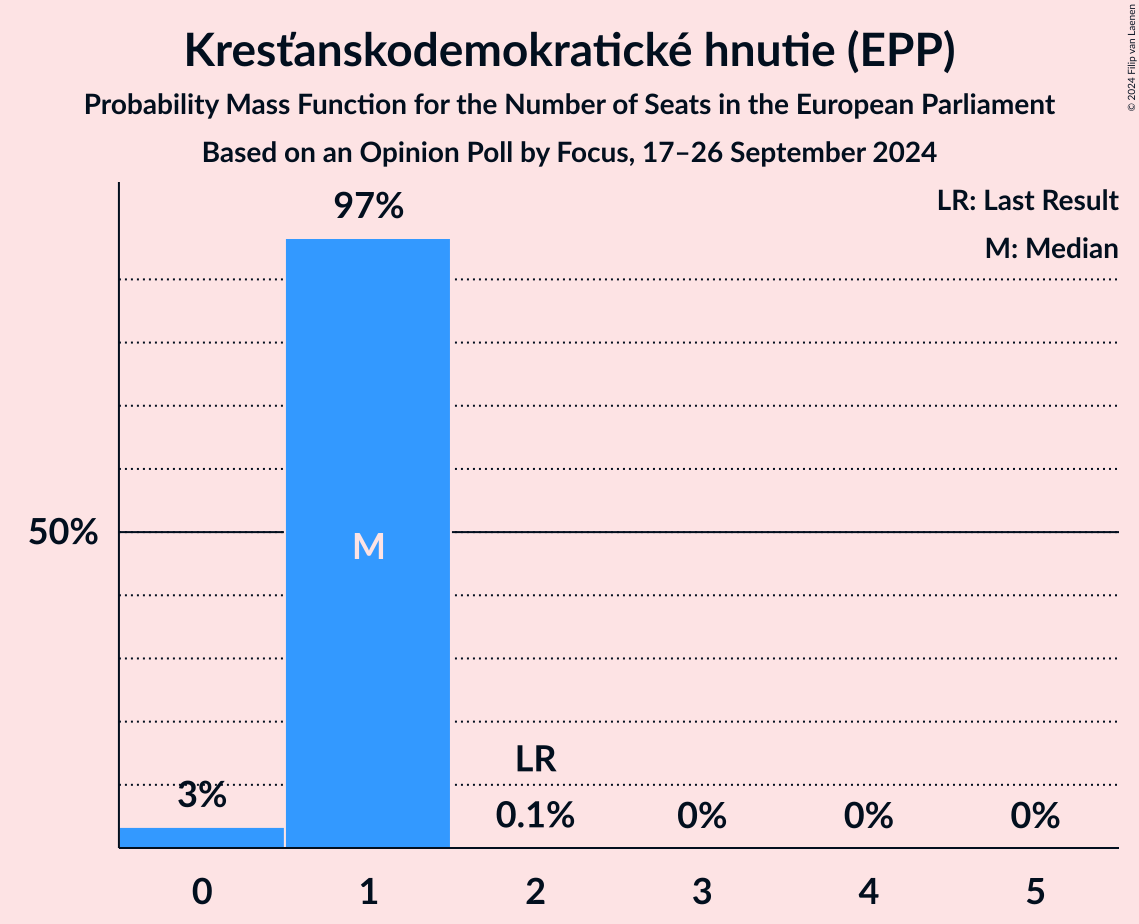 Kresťanskodemokratické hnutie (EPP)
Probability Mass Function for the Number of Seats in the European Parliament
Based on an Opinion Poll by Focus, 17–26 September 2024
© 2024 Filip van Laenen
LR: Last Result
M: Median
97%
50%
M
LR
3%
0.1%
0%
0%
0%
0
1
2
3
4
5